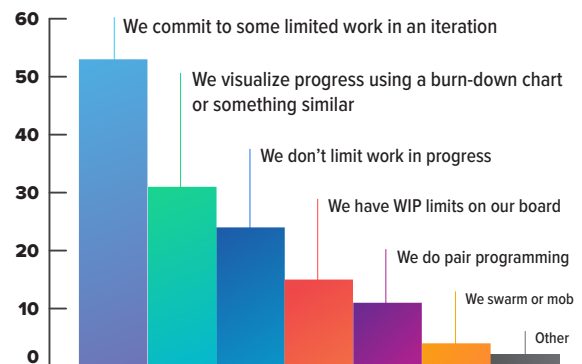 60
We commit to some limited work in an iteration
50
We visualize progress using a burn-down chart
or something similar
40
We don’t limit work in progress
30
We have WIP limits on our board
20
We do pair programming
10
We swarm or mob
Other
0